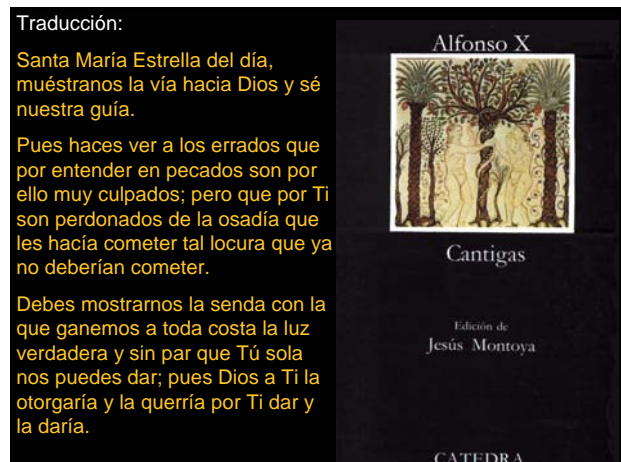 Traducción:
Santa María Estrella del día,
muéstranos la vía hacia Dios y sé
nuestra guía.
Pues haces ver a los errados que
por entender en pecados son por
ello muy culpados; pero que por Ti
son perdonados de la osadía que
les hacía cometer tal locura que ya
no deberían cometer.
Debes mostrarnos la senda con la
que ganemos a toda costa la luz
verdadera y sin par que Tú sola
nos puedes dar; pues Dios a Ti la
otorgaría y la querría por Ti dar y
la daría.
Alfonso X
Cantigas
Edición de
Jesús Montoya
CATEDRA